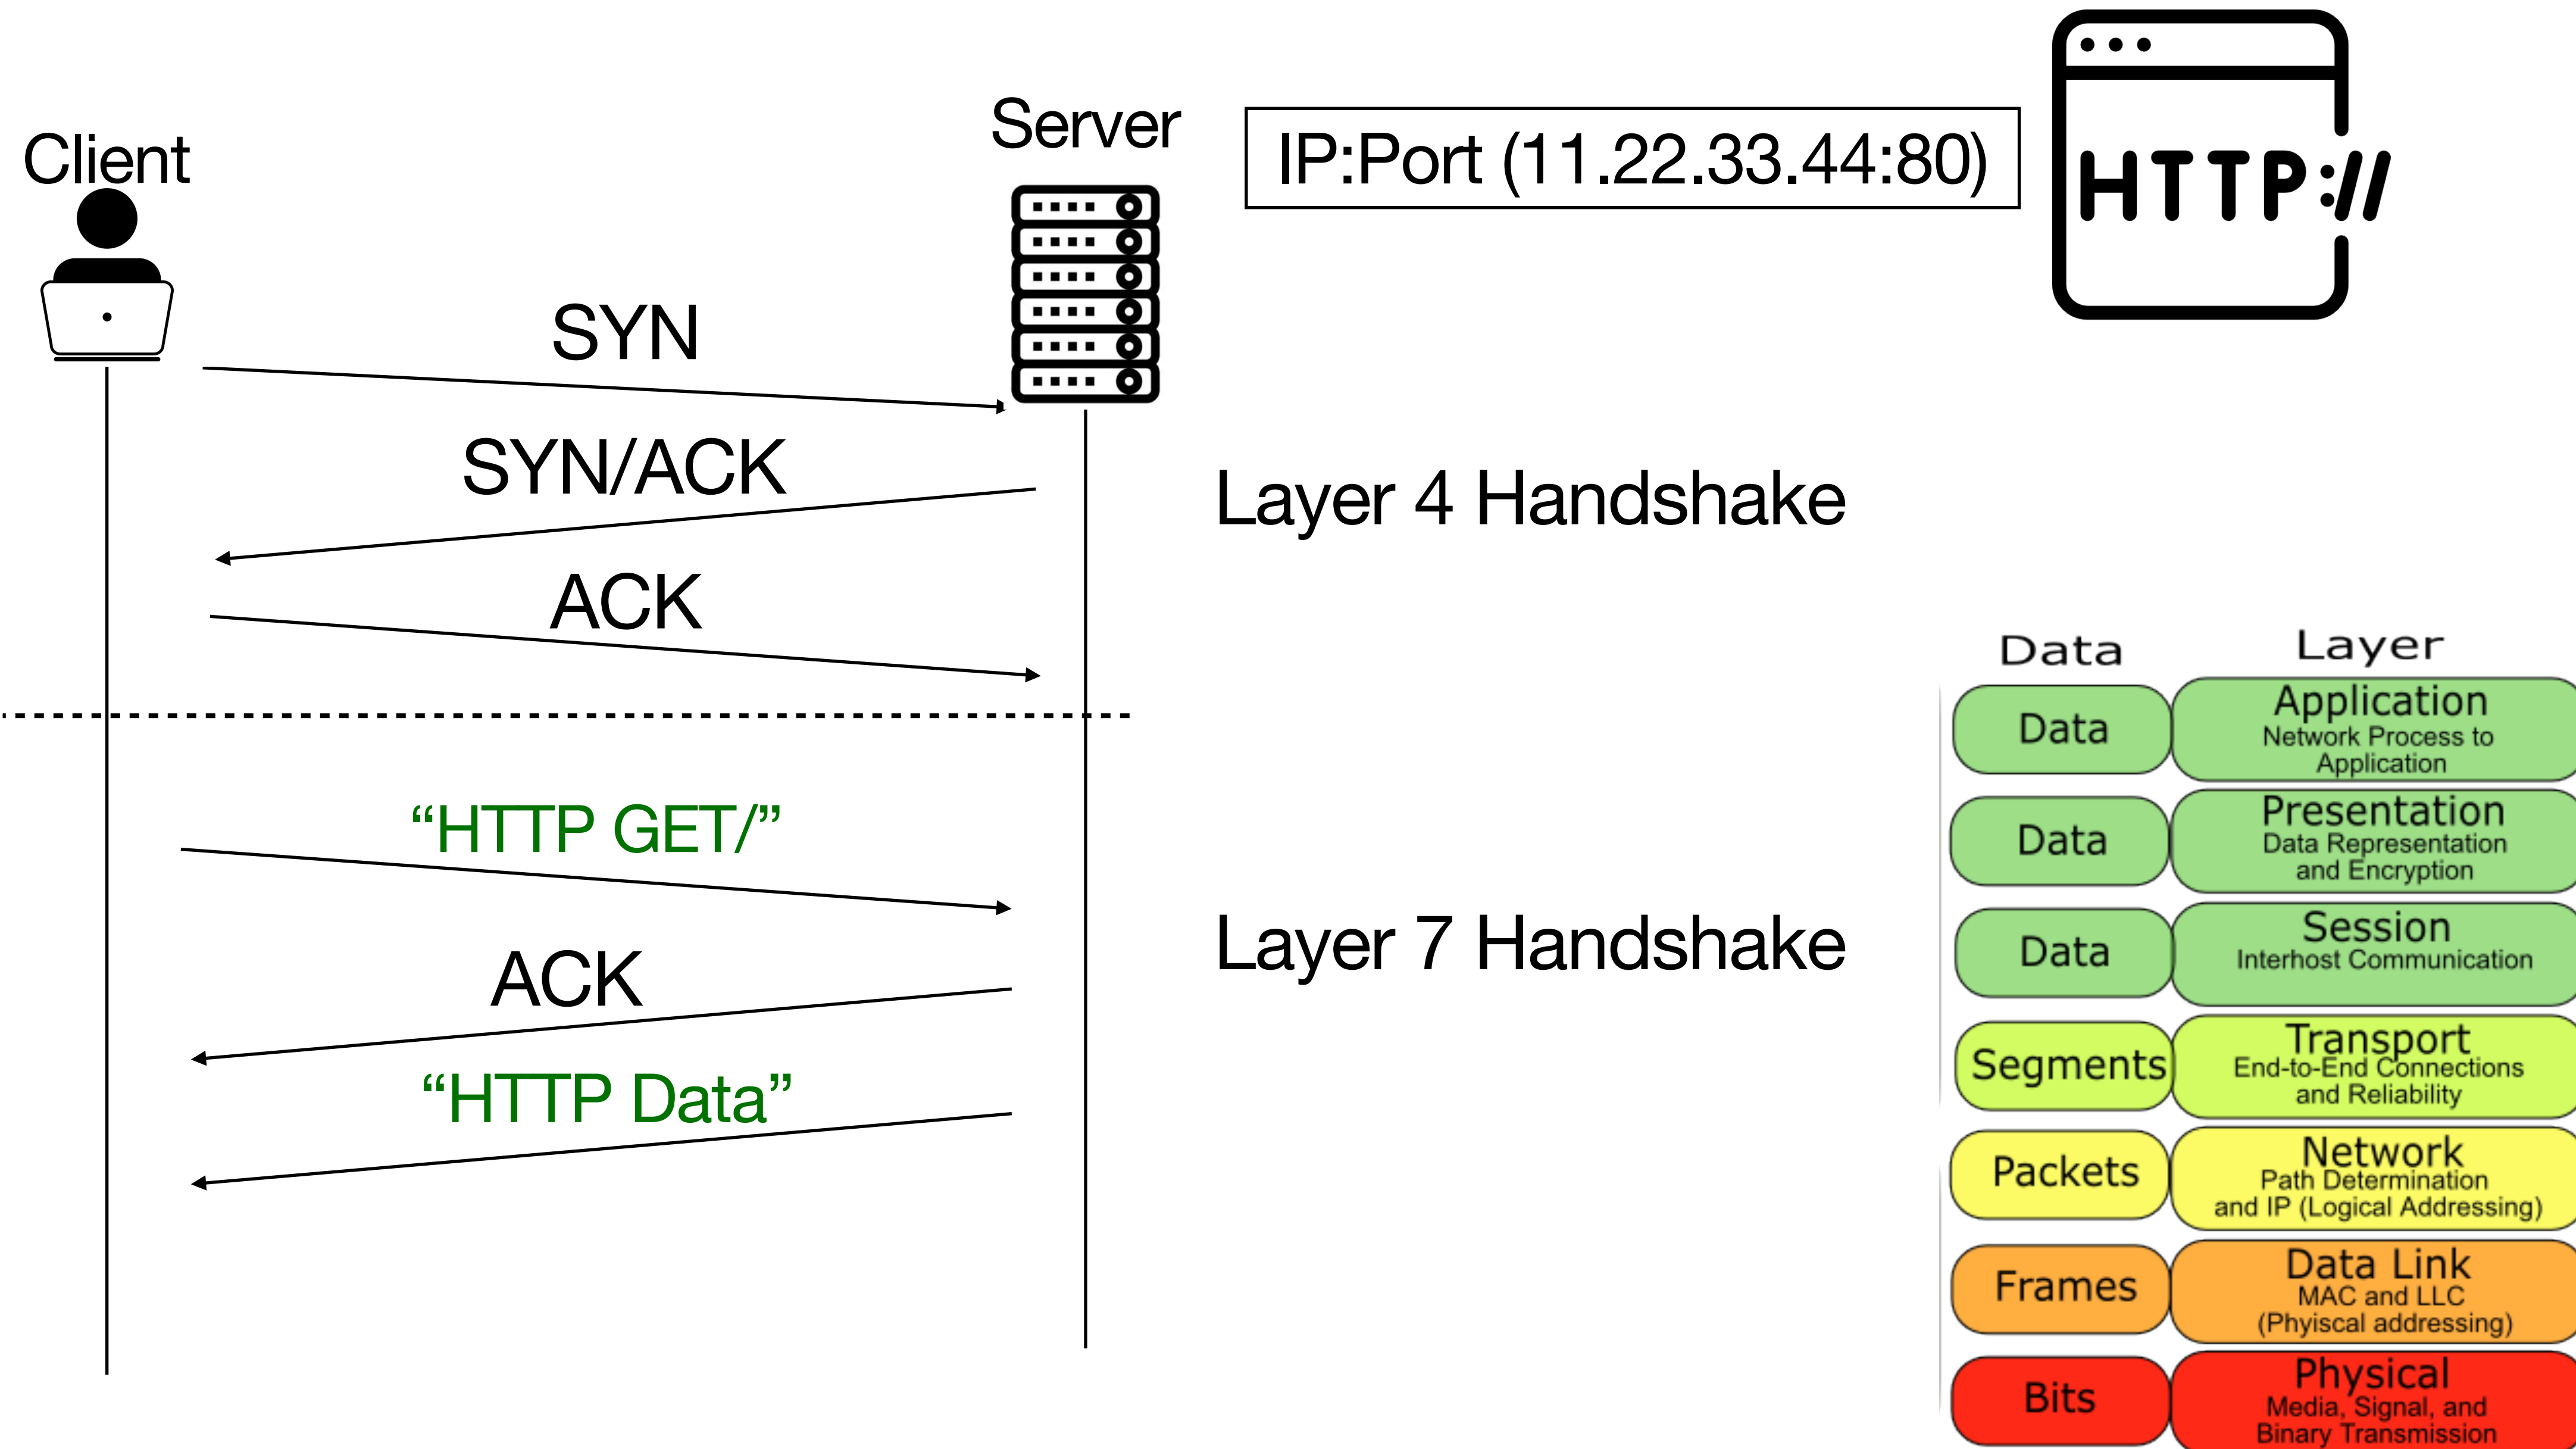 Client
Server
IP:Port (11.22.33.44:80)
HTTP://
SYN
SYN/ACK
ACK
Layer 4 Handshake
“HTTP GET/”
ACK
“HTTP Data”
Layer 7 Handshake
Data
Layer
Data
Application
Network Process to
Application
Data
Presentation
Data Representation
and Encryption
Data
Session
Interhost Communication
Segments
Transport
End-to-End Connections
and Reliability
Packets
Network
Path Determination
and IP (Logical Addressing)
Frames
Data Link
MAC and LLC
(Phyiscal addressing)
Bits
Physical
Media, Signal, and
Binary Transmission